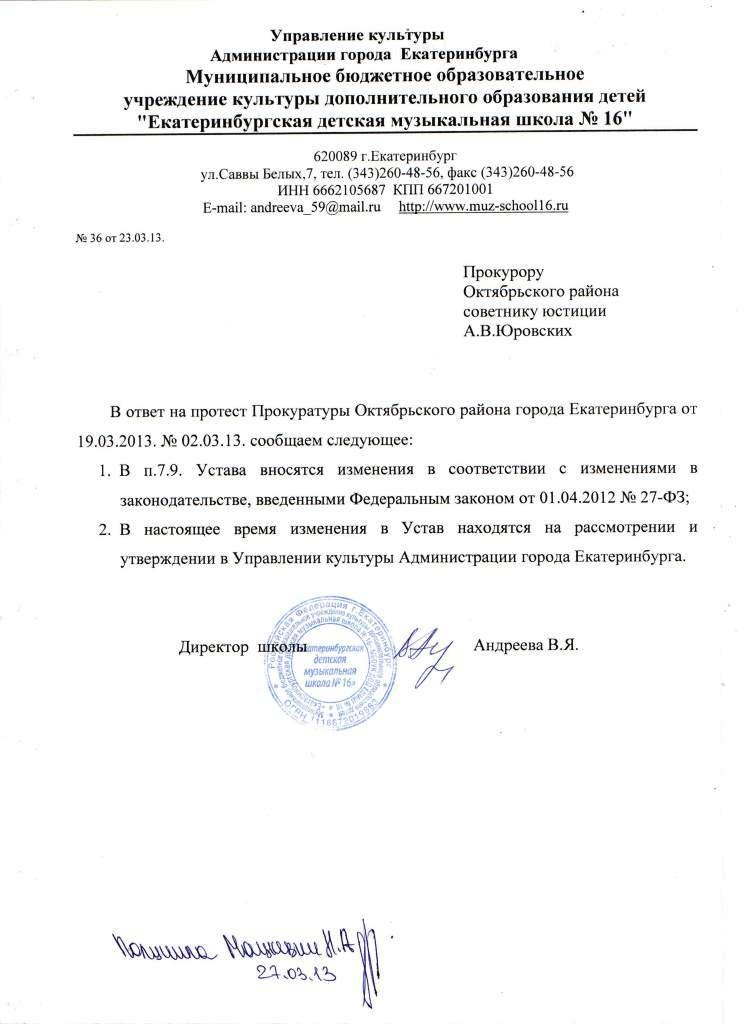 Управление культуры
Администрации города Екатеринбурга
Муниципальное бюджетное образовательное
учреждение культуры дополнительного образования детей
"Екатеринбургская детская музыкальная школа № 16"
620089 г.Екатеринбург
ул.Саввы Белых,7, тел. (343)260-48-56, факс (343)260-48-56
ИНН 6662105687 КПП 667201001
E-mail: andreeva_59@mail.ru http://www.muz-school16.ru
№ 36 от 23.03.13.
Прокурору
Октябрьского района
советнику юстиции
А.В.Юровских
В ответ на протест Прокуратуры Октябрьского района города Екатеринбурга от
19.03.2013. № 02.03.13. сообщаем следующее:
1. В п.7.9. Устава вносятся изменения в соответствии с изменениями в
законодательстве, введенными Федеральным законом от 01.04.2012 № 27-ФЗ;
2. В настоящее время изменения в Устав находятся на рассмотрении и
утверждении в Управлении культуры Администрации города Екатеринбурга.
Российская Федерация г.Екатеринбург
Директор школы Андреева В.Я.
Екатеринбургская
детская
музыкальная
школа № 16»
27.03.13